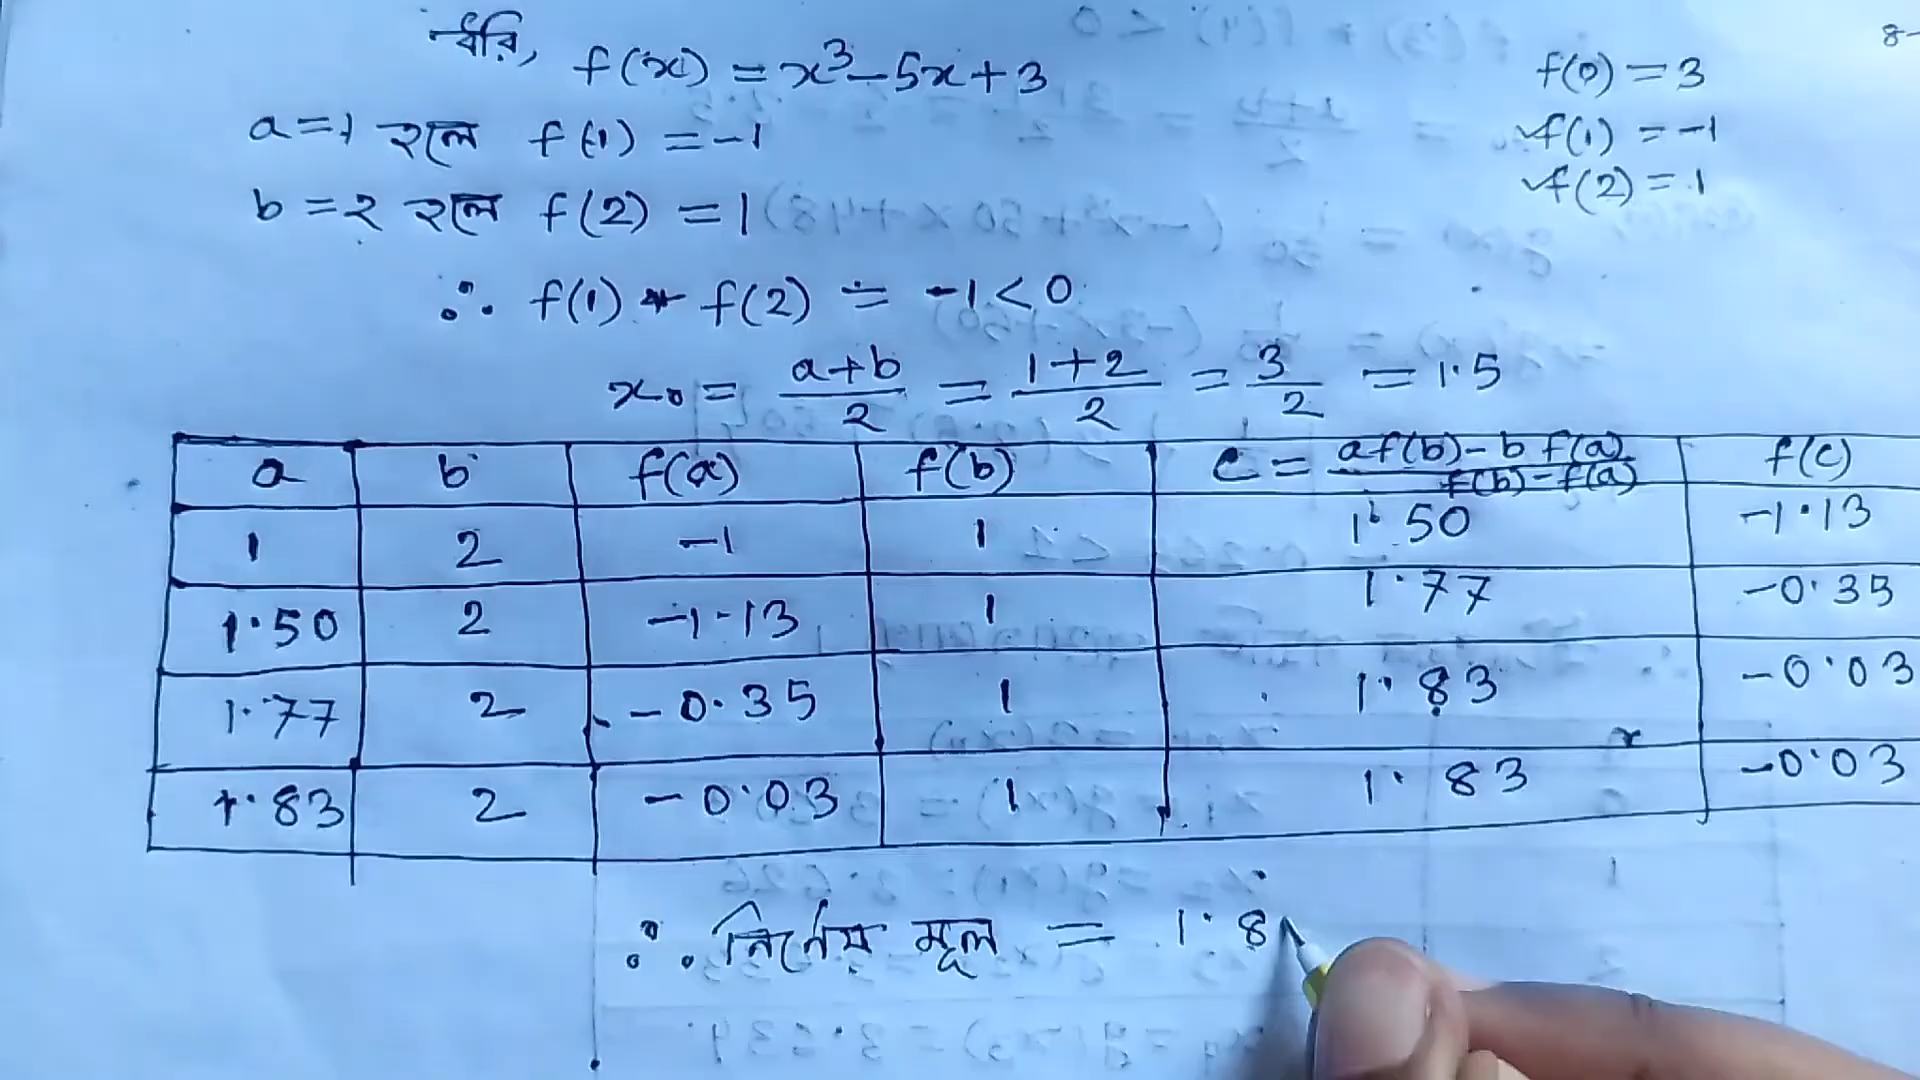 ধরি, f(x) = x³ – 5x + 3
f(0) = 3
8-
a = 1 হলে f(1) = -1
✓f(1) = -1
b = ২ হলে f(2) = 1
✓f(2) = 1
∴ f(1) * f(2) = -1 < 0
x₀ = (a+b)/2 = (1+2)/2 = 3/2 = 1.5
a b f(a) f(b) c = (af(b) – b f(a))/(f(b) – f(a)) f(c)
1 2 -1 1 1.50 -1.13
1.50 2 -1.13 1 1.77 -0.35
1.77 2 -0.35 1 1.83 -0.03
1.83 2 -0.03 1 1.83 -0.03
∴ নির্ণেয় মূল = 1.8